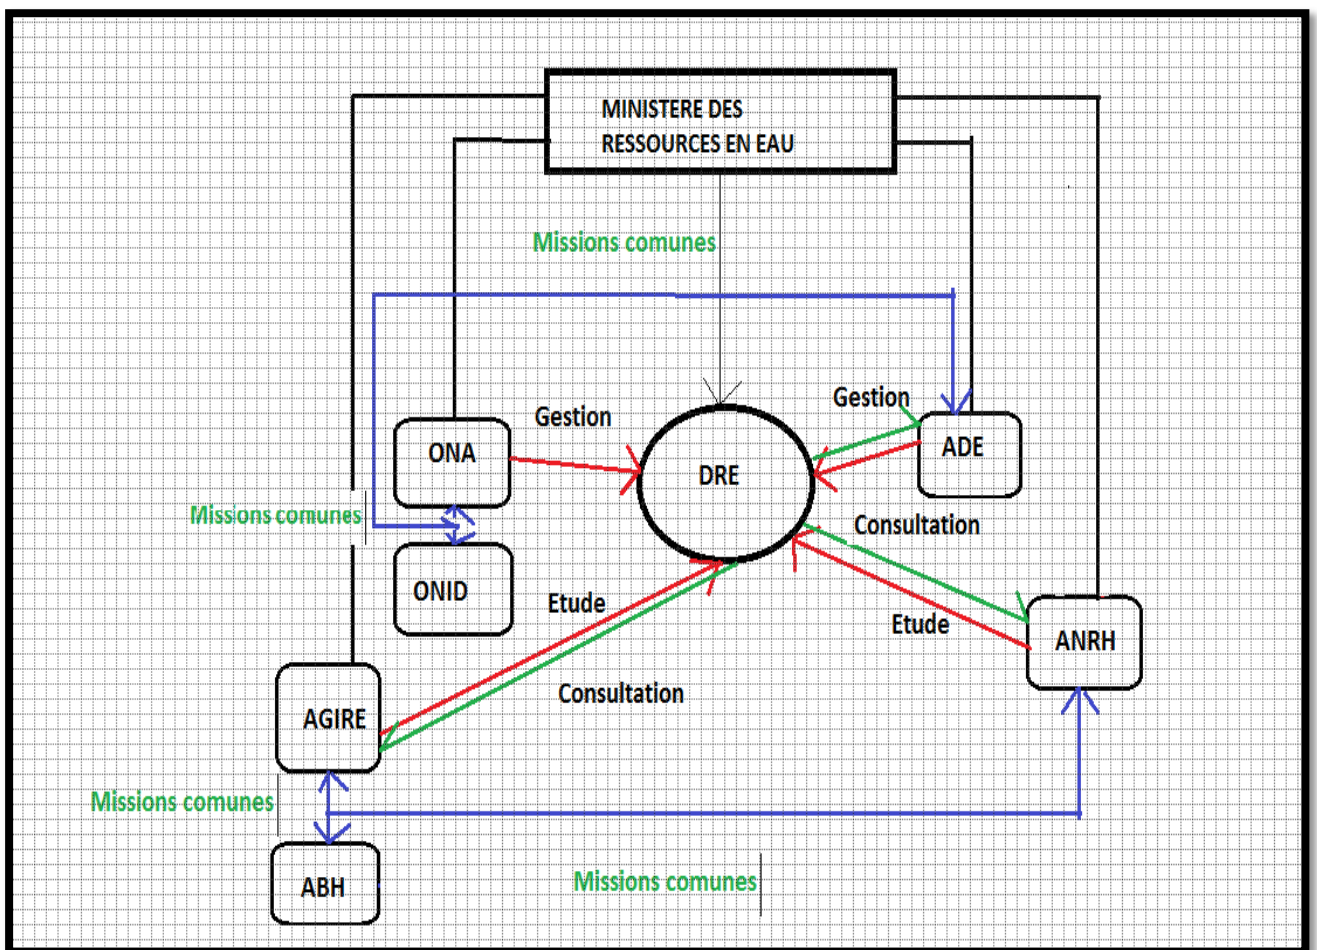 MINISTERE DES
RESSOURCES EN EAU
Missions comunes
Gestion
Gestion
ONA
DRE
ADE
Missions comunes
Consultation
ONID
Etude
Etude
ANRH
Consultation
AGIRE
Missions comunes
ABH
Missions comunes